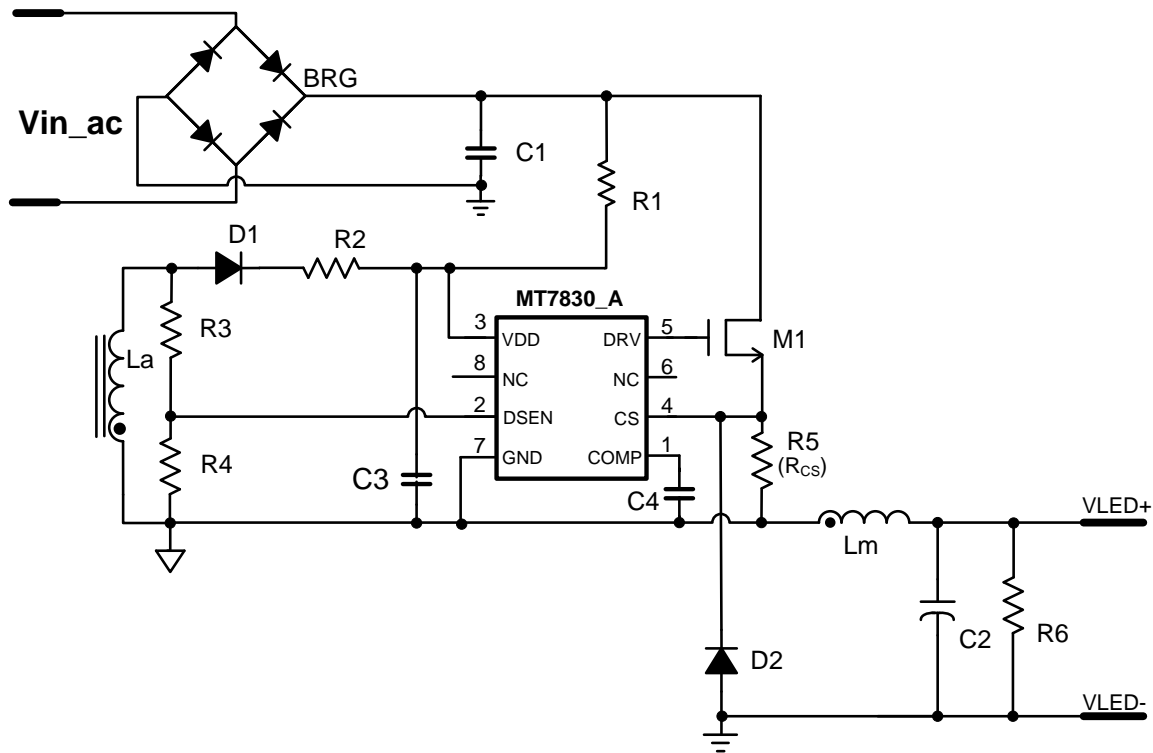 BRG
Vin_ac
C1
R1
D1
R2
MT7830_A
3
VDD
DRV
5
M1
R3
La
8
NC
NC
6
2
DSEN
CS
4
R4
7
GND
COMP
1
R5
(RCS)
C3
C4
VLED+
Lm
C2
R6
D2
VLED-